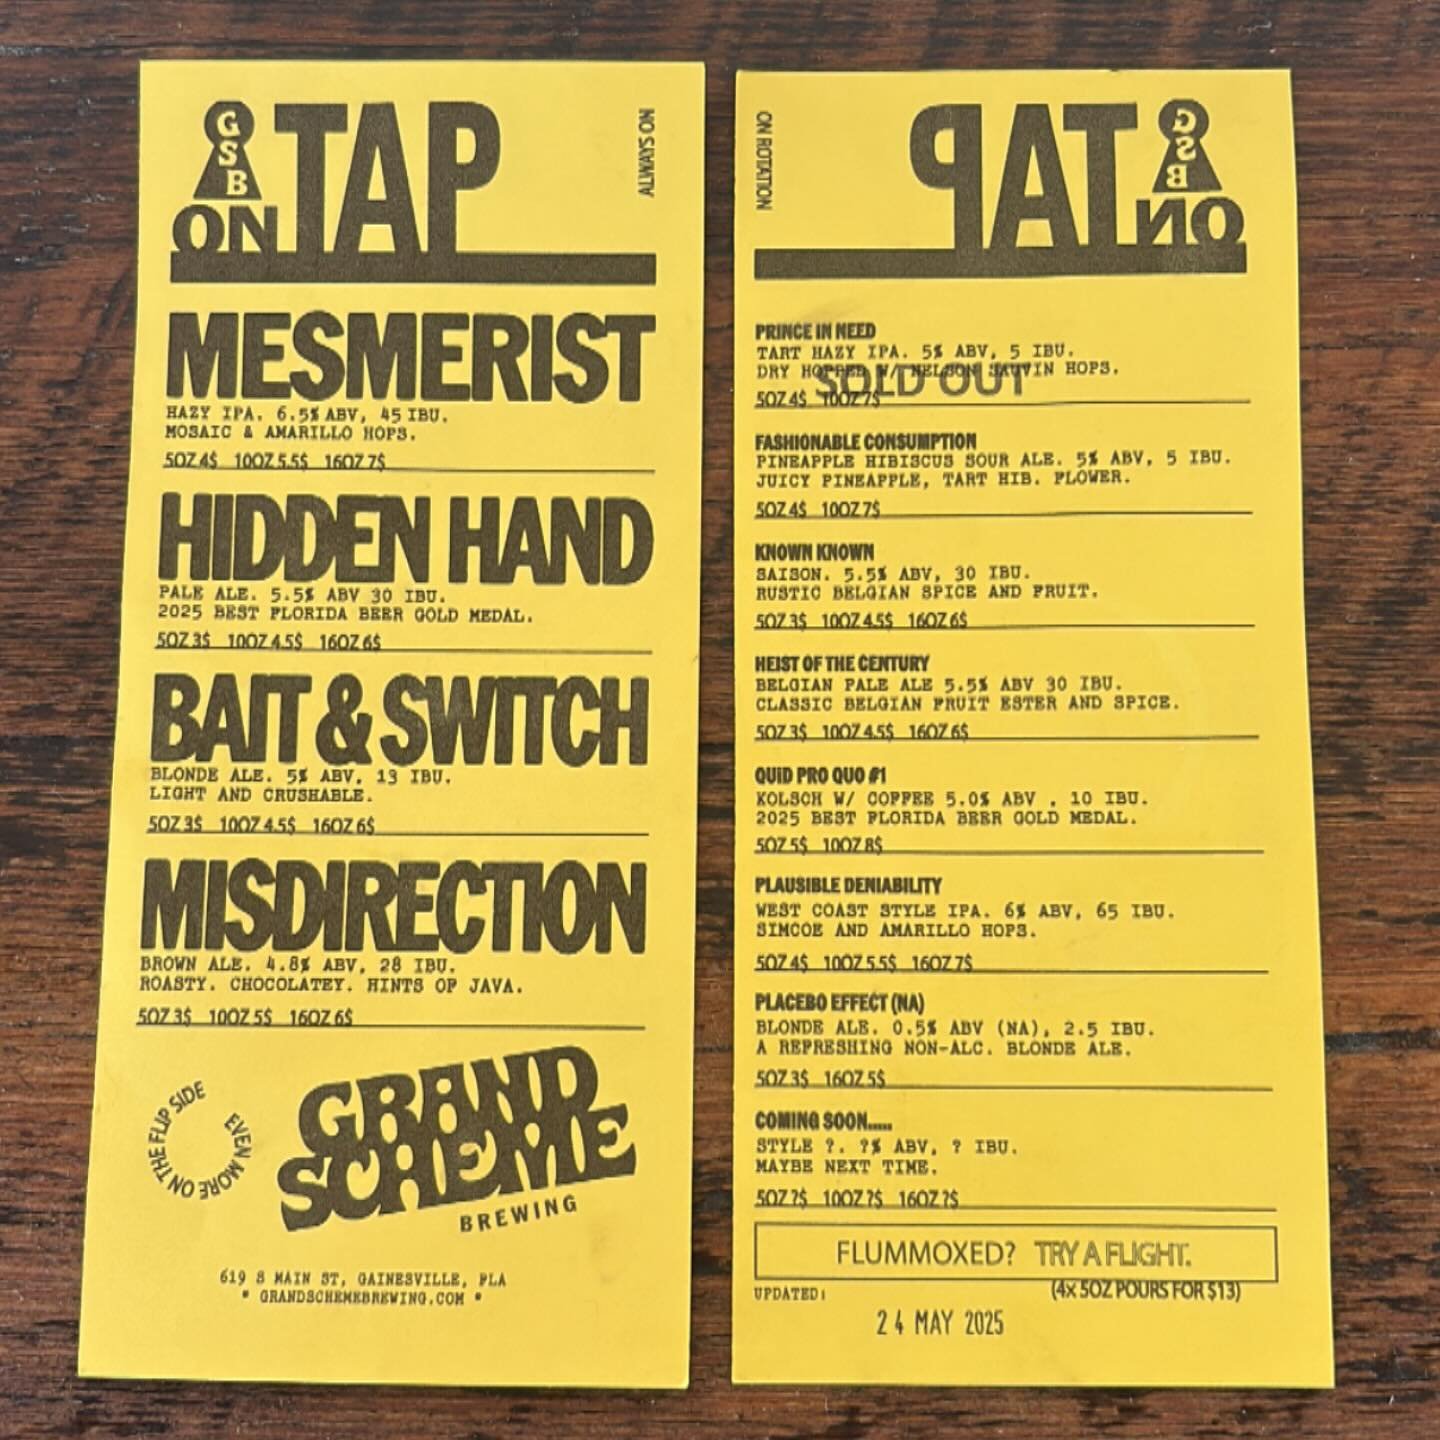 GSB
ON TAP
ALWAYS ON
MESMERIST
HAZY IPA. 6.5% ABV, 45 IBU.
MOSAIC & AMARILLO HOPS.
5OZ 4$ 10OZ 5.5$ 16OZ 7$
HIDDEN HAND
PALE ALE. 5.5% ABV 30 IBU.
2025 BEST FLORIDA BEER GOLD MEDAL.
5OZ 3$ 10OZ 4.5$ 16OZ 6$
BAIT & SWITCH
BLONDE ALE. 5% ABV, 13 IBU.
LIGHT AND CRUSHABLE.
5OZ 3$ 10OZ 4.5$ 16OZ 6$
MISDIRECTION
BROWN ALE. 4.8% ABV, 28 IBU.
ROASTY. CHOCOLATEY. HINTS OF JAVA.
5OZ 3$ 10OZ 5$ 16OZ 6$
EVEN MORE ON THE FLIP SIDE
GRAND
SCHEME
BREWING
619 S MAIN ST, GAINESVILLE, FLA
* GRANDSCHEMEBREWING.COM *
ON ROTATION
GSB
ON TAP
PRINCE IN NEED
TART HAZY IPA. 5% ABV, 5 IBU.
DRY HOPPED W/ NELSON SAUVIN HOPS.
SOLD OUT
5OZ 4$ 10OZ 7$
FASHIONABLE CONSUMPTION
PINEAPPLE HIBISCUS SOUR ALE. 5% ABV, 5 IBU.
JUICY PINEAPPLE, TART HIB. FLOWER.
5OZ 4$ 10OZ 7$
KNOWN KNOWN
SAISON. 5.5% ABV, 30 IBU.
RUSTIC BELGIAN SPICE AND FRUIT.
5OZ 3$ 10OZ 4.5$ 16OZ 6$
HEIST OF THE CENTURY
BELGIAN PALE ALE 5.5% ABV 30 IBU.
CLASSIC BELGIAN FRUIT ESTER AND SPICE.
5OZ 3$ 10OZ 4.5$ 16OZ 6$
QUID PRO QUO #1
KOLSCH W/ COFFEE 5.0% ABV , 10 IBU.
2025 BEST FLORIDA BEER GOLD MEDAL.
5OZ 5$ 10OZ 8$
PLAUSIBLE DENIABILITY
WEST COAST STYLE IPA. 6% ABV, 65 IBU.
SIMCOE AND AMARILLO HOPS.
5OZ 4$ 10OZ 5.5$ 16OZ 7$
PLACEBO EFFECT (NA)
BLONDE ALE. 0.5% ABV (NA), 2.5 IBU.
A REFRESHING NON-ALC. BLONDE ALE.
5OZ 3$ 16OZ 5$
COMING SOON.....
STYLE ?. ?% ABV, ? IBU.
MAYBE NEXT TIME.
5OZ ?$ 10OZ ?$ 16OZ ?$
FLUMMOXED? TRY A FLIGHT.
(4x 5OZ POURS FOR $13)
UPDATED:
24 MAY 2025